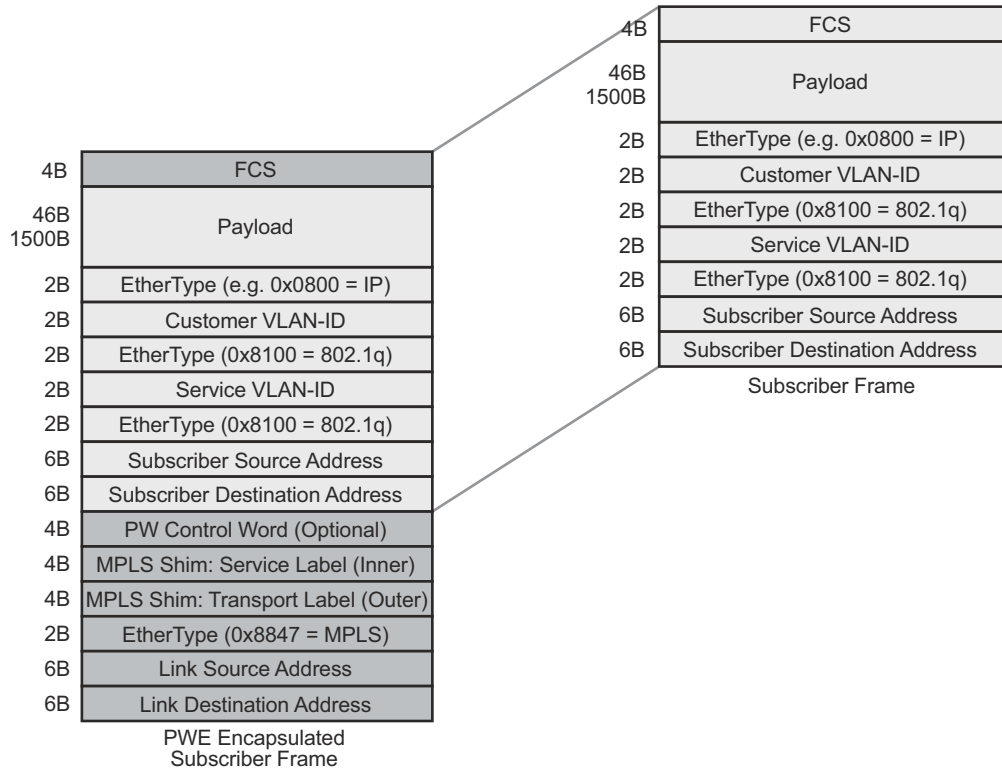 4B FCS
46B
1500B
Payload
2B EtherType (e.g. 0x0800 = IP)
2B Customer VLAN-ID
2B EtherType (0x8100 = 802.1q)
2B Service VLAN-ID
2B EtherType (0x8100 = 802.1q)
6B Subscriber Source Address
6B Subscriber Destination Address
4B PW Control Word (Optional)
4B MPLS Shim: Service Label (Inner)
4B MPLS Shim: Transport Label (Outer)
2B EtherType (0x8847 = MPLS)
6B Link Source Address
6B Link Destination Address
PWE Encapsulated
Subscriber Frame
4B FCS
46B
1500B
Payload
2B EtherType (e.g. 0x0800 = IP)
2B Customer VLAN-ID
2B EtherType (0x8100 = 802.1q)
2B Service VLAN-ID
2B EtherType (0x8100 = 802.1q)
6B Subscriber Source Address
6B Subscriber Destination Address
Subscriber Frame